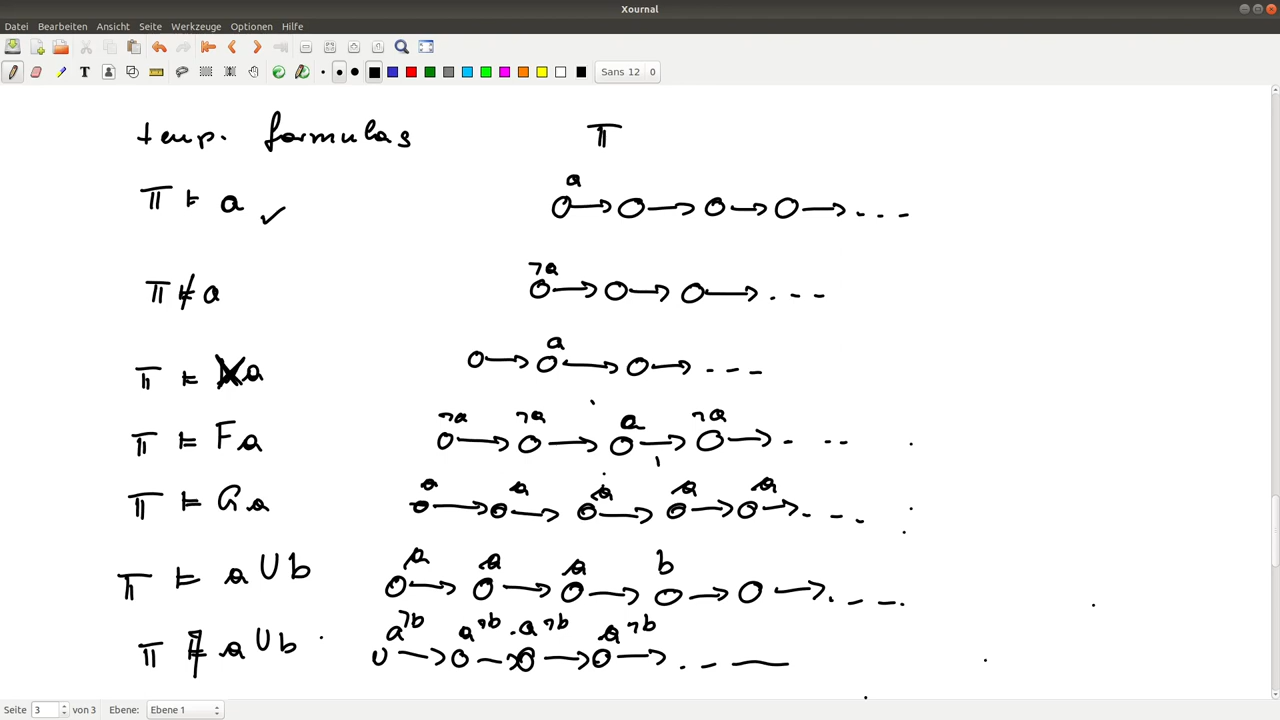 Xournal
Datei Bearbeiten Ansicht Seite Werkzeuge Optionen Hilfe
T Sans 12 0
temp. formulas π
π ⊨ a ✓ a
π ⊭ a ¬a
π ⊨ Xa a
π ⊨ Fa ¬a ¬a a ¬a
π ⊨ Ga a a a a a
π ⊨ a U b a a a b
π ⊭ a U b a ¬b a ¬b a ¬b a ¬b
Seite 3 von 3 Ebene: Ebene 1